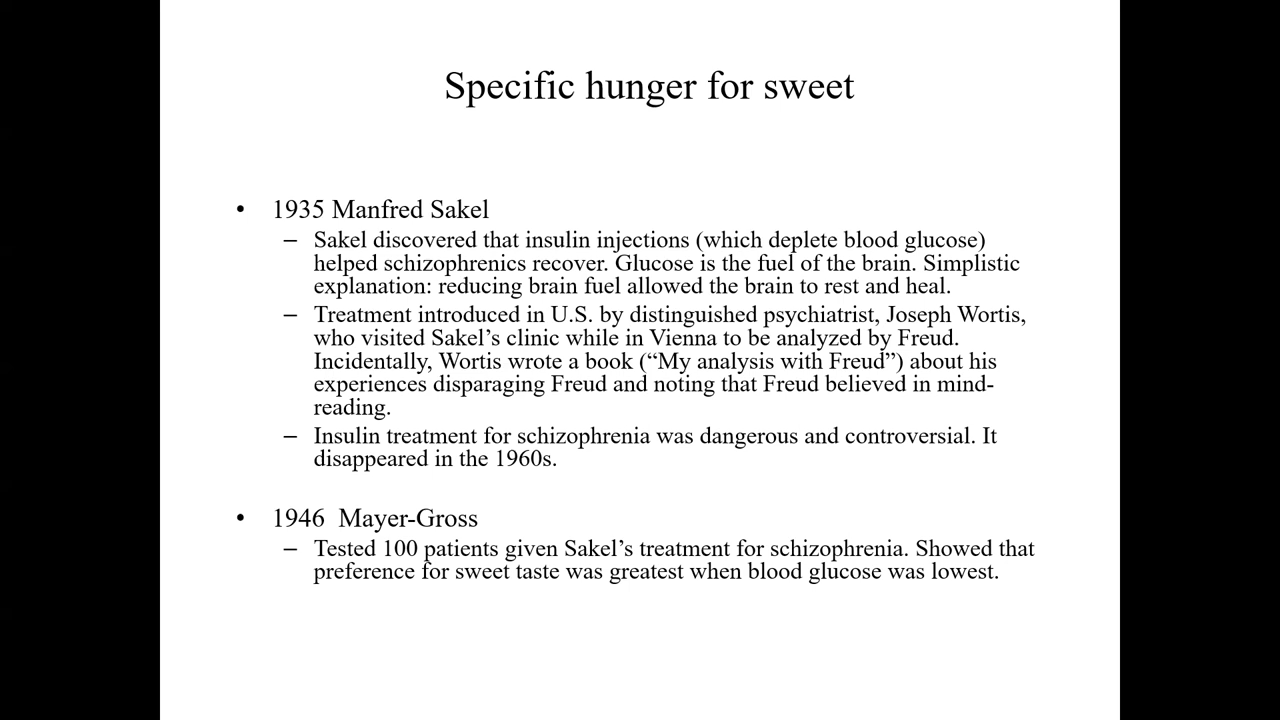 Specific hunger for sweet
• 1935 Manfred Sakel
– Sakel discovered that insulin injections (which deplete blood glucose)
helped schizophrenics recover. Glucose is the fuel of the brain. Simplistic
explanation: reducing brain fuel allowed the brain to rest and heal.
– Treatment introduced in U.S. by distinguished psychiatrist, Joseph Wortis,
who visited Sakel’s clinic while in Vienna to be analyzed by Freud.
Incidentally, Wortis wrote a book (“My analysis with Freud”) about his
experiences disparaging Freud and noting that Freud believed in mind-
reading.
– Insulin treatment for schizophrenia was dangerous and controversial. It
disappeared in the 1960s.
• 1946  Mayer-Gross
– Tested 100 patients given Sakel’s treatment for schizophrenia. Showed that
preference for sweet taste was greatest when blood glucose was lowest.